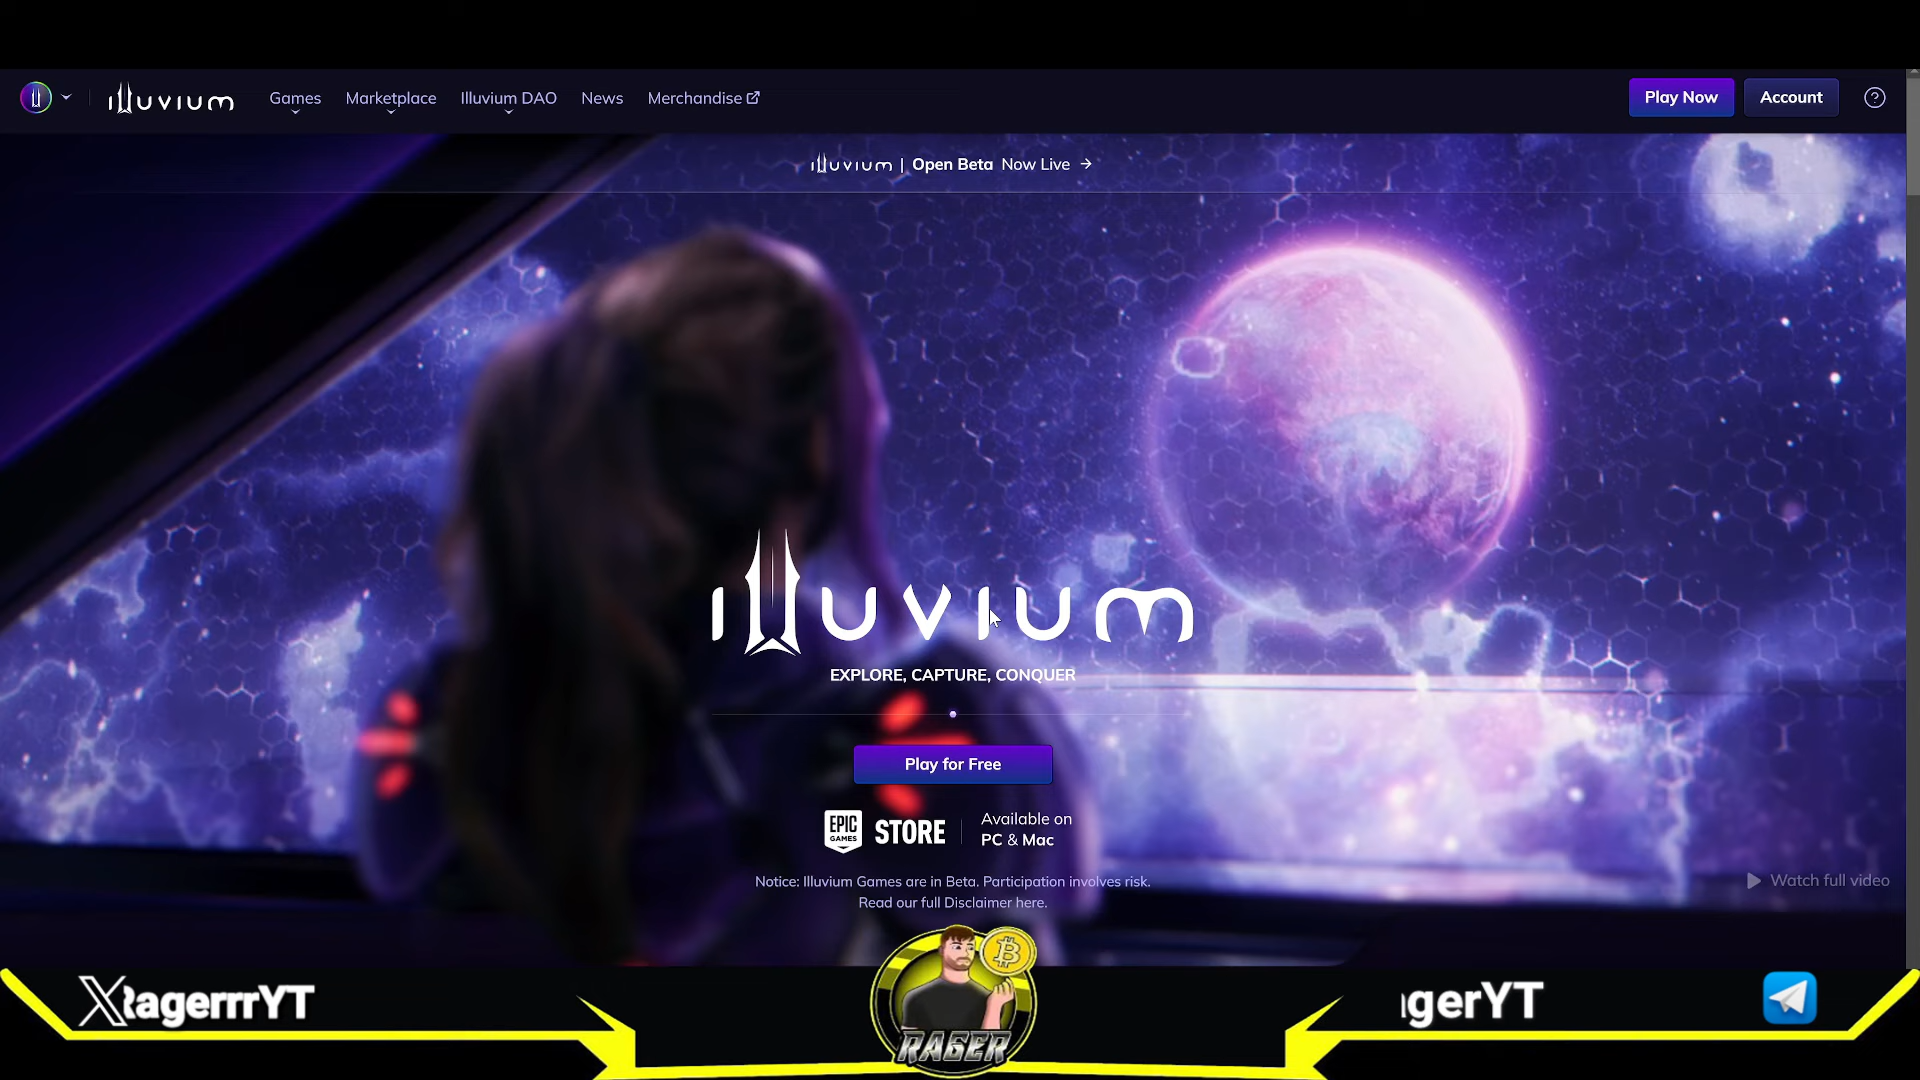 illuvium
Games
Marketplace
Illuvium DAO
News
Merchandise
Play Now
Account
?
illuvium | Open Beta Now Live →
illuvium
EXPLORE, CAPTURE, CONQUER
Play for Free
EPIC GAMES STORE
Available on
PC & Mac
Notice: Illuvium Games are in Beta. Participation involves risk.
Read our full Disclaimer here.
Watch full video
RagerrrYT
RAGER
gerYT